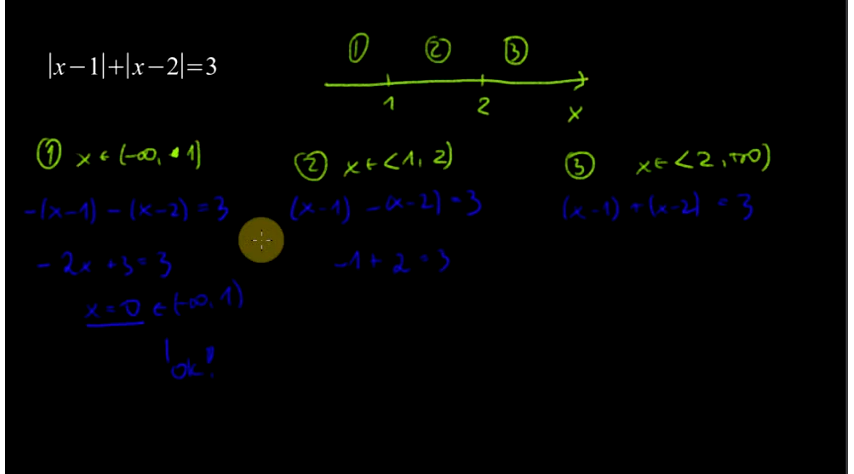 |x−1|+|x−2|=3
① ② ③
1 2 x
① x ∈ (-∞, 1)
② x ∈ <1, 2)
③ x ∈ <2, +∞)
-(x-1) - (x-2) = 3
(x-1) - (x-2) = 3
(x-1) + (x-2) = 3
-2x + 3 = 3
-1 + 2 = 3
x = 0 ∈ (-∞, 1)
ok!